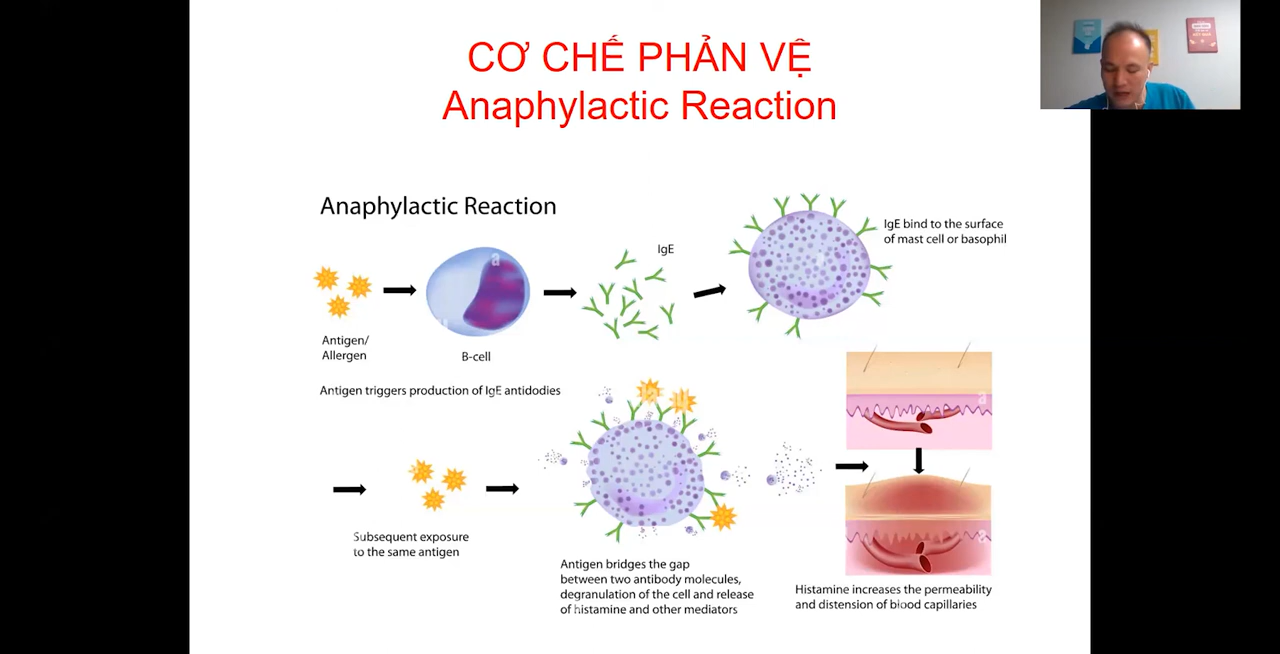 CƠ CHẾ PHẢN VỆ
Anaphylactic Reaction
Anaphylactic Reaction
IgE
IgE bind to the surface
of mast cell or basophil
Antigen/
Allergen
B-cell
Antigen triggers production of IgE antidodies
Subsequent exposure
to the same antigen
Antigen bridges the gap
between two antibody molecules,
degranulation of the cell and release
of histamine and other mediators
Histamine increases the permeability
and distension of blood capillaries